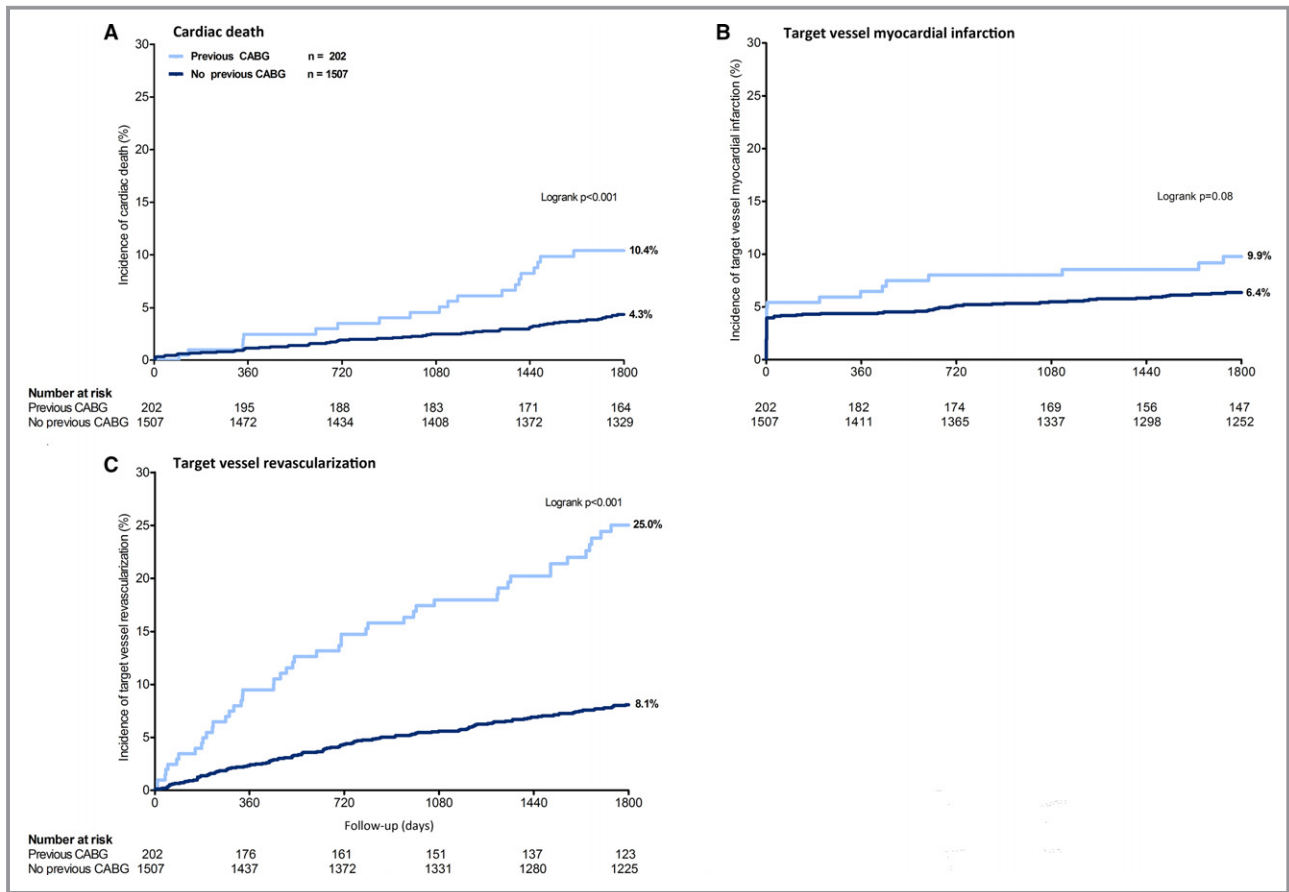 A Cardiac death
30
25
20
15
10
5
0
Incidence of cardiac death (%)
Previous CABG n = 202
No previous CABG n = 1507
Logrank p<0.001
10.4%
4.3%
0 360 720 1080 1440 1800
Number at risk
Previous CABG 202 195 188 183 171 164
No previous CABG 1507 1472 1434 1408 1372 1329
B Target vessel myocardial infarction
30
25
20
15
10
5
0
Incidence of target vessel myocardial infarction (%)
Logrank p=0.08
9.9%
6.4%
0 360 720 1080 1440 1800
202 182 174 169 156 147
1507 1411 1365 1337 1298 1252
C Target vessel revascularization
30
25
20
15
10
5
0
Incidence of target vessel revascularization (%)
Logrank p<0.001
25.0%
8.1%
0 360 720 1080 1440 1800
Follow-up (days)
Number at risk
Previous CABG 202 176 161 151 137 123
No previous CABG 1507 1437 1372 1331 1280 1225